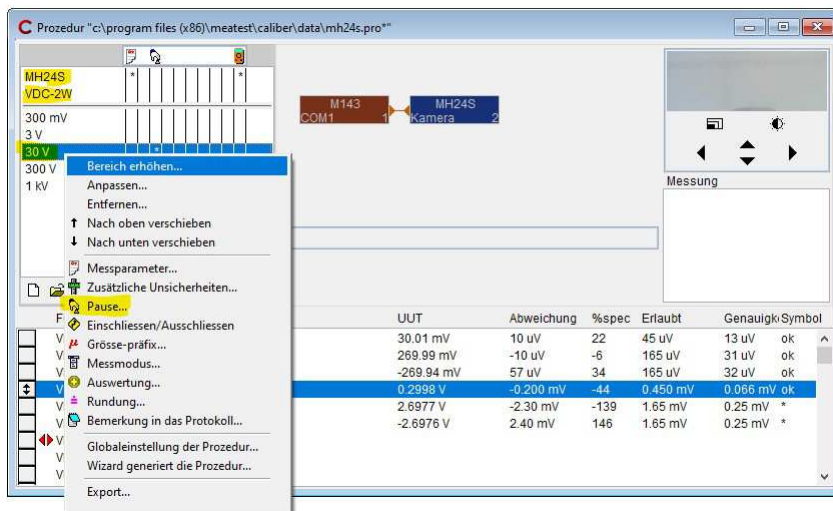 C Prozedur "c:\program files (x86)\meatest\caliber\data\mh24s.pro*"
MH24S
VDC-2W
300 mV
3 V
30 V
300 V
1 kV
M143
COM1 1
MH24S
Kamera 2
Messung
Bereich erhöhen...
Anpassen...
Entfernen...
Nach oben verschieben
Nach unten verschieben
Messparameter...
Zusätzliche Unsicherheiten...
Pause...
Einschliessen/Ausschliessen
Grösse-präfix...
Messmodus...
Auswertung...
Rundung...
Bemerkung in das Protokoll...
Globaleinstellung der Prozedur...
Wizard generiert die Prozedur...
Export...
F UUT Abweichung %spec Erlaubt Genauigk Symbol
V 30.01 mV 10 uV 22 45 uV 13 uV ok
V 269.99 mV -10 uV -6 165 uV 31 uV ok
V -269.94 mV 57 uV 34 165 uV 32 uV ok
V 0.2998 V -0.200 mV -44 0.450 mV 0.066 mV ok
V 2.6977 V -2.30 mV -139 1.65 mV 0.25 mV *
V -2.6976 V 2.40 mV 146 1.65 mV 0.25 mV *
V
V
V